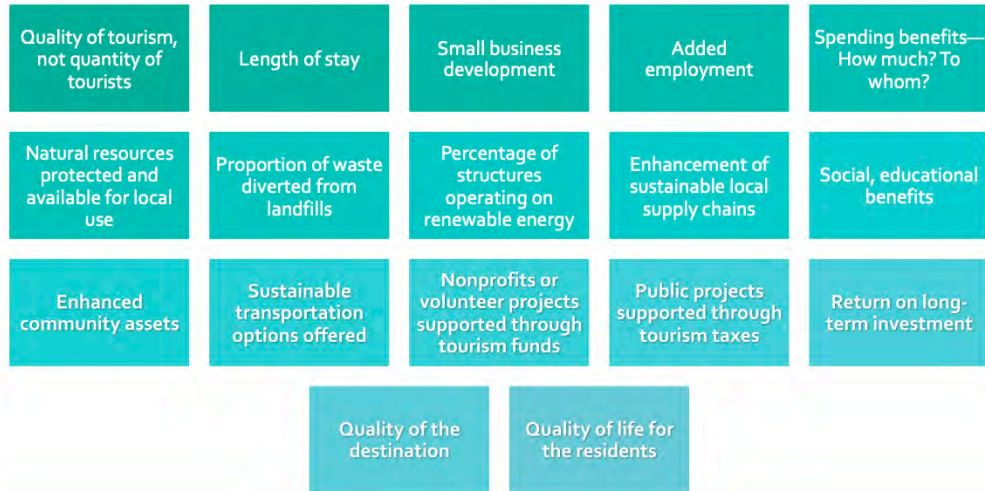 Quality of tourism,
not quantity of
tourists
Length of stay
Small business
development
Added
employment
Spending benefits—
How much? To
whom?
Natural resources
protected and
available for local
use
Proportion of waste
diverted from
landfills
Percentage of
structures
operating on
renewable energy
Enhancement of
sustainable local
supply chains
Social, educational
benefits
Enhanced
community assets
Sustainable
transportation
options offered
Nonprofits or
volunteer projects
supported through
tourism funds
Public projects
supported through
tourism taxes
Return on long-
term investment
Quality of the
destination
Quality of life for
the residents